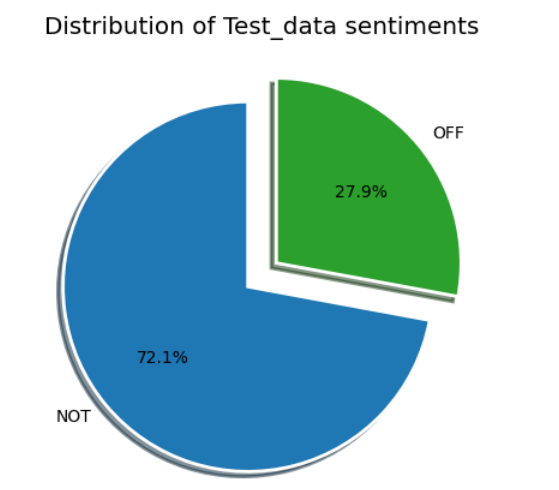 Distribution of Test_data sentiments
OFF
27.9%
72.1%
NOT